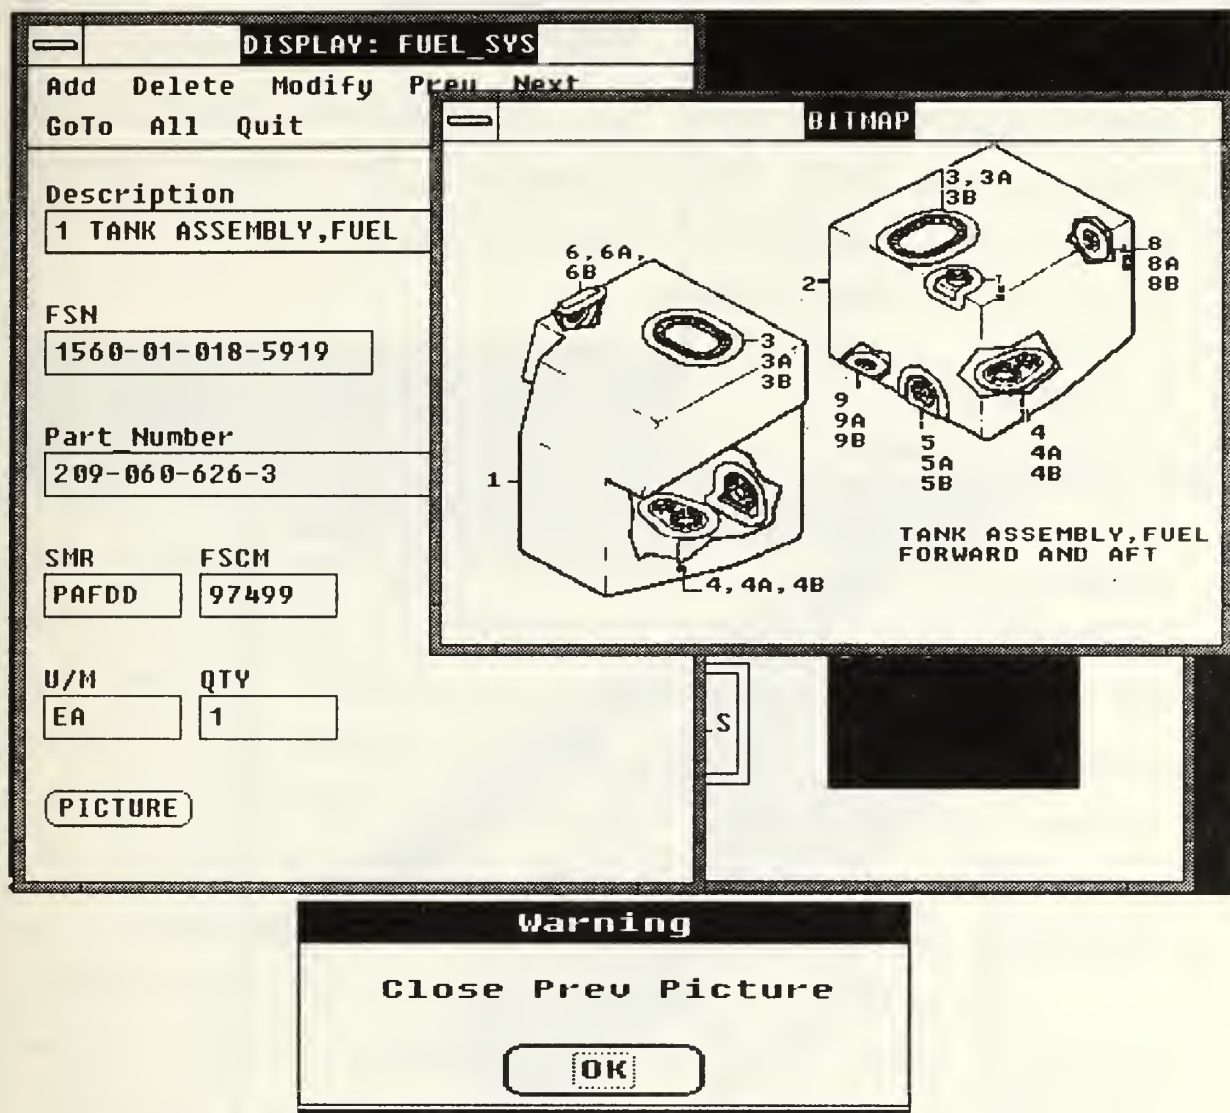 DISPLAY: FUEL_SYS
Add Delete Modify Prev Next
GoTo All Quit
Description
1 TANK ASSEMBLY,FUEL
FSN
1560-01-018-5919
Part_Number
209-060-626-3
SMR FSCM
PAFDD 97499
U/M QTY
EA 1
PICTURE
BITMAP
6,6A,
6B
3
3A
3B
1
4,4A,4B
3,3A
3B
2
8
8A
8B
9
9A
9B
5
5A
5B
4
4A
4B
TANK ASSEMBLY,FUEL
FORWARD AND AFT
LS
Warning
Close Prev Picture
OK